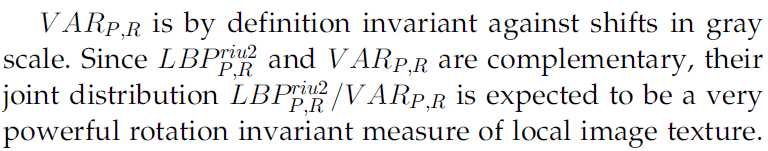 $VAR_{P,R}$ is by definition invariant against shifts in gray
scale. Since $LBP_{P,R}^{riu2}$ and $VAR_{P,R}$ are complementary, their
joint distribution $LBP_{P,R}^{riu2}/VAR_{P,R}$ is expected to be a very
powerful rotation invariant measure of local image texture.